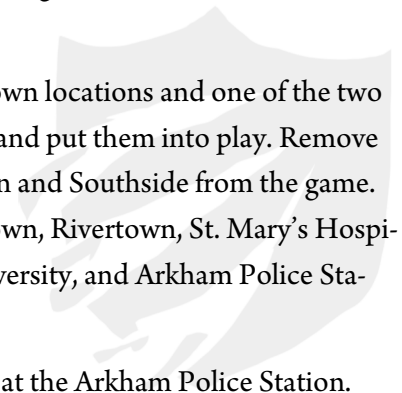 own locations and one of the two
and put them into play. Remove
n and Southside from the game.
own, Rivertown, St. Mary’s Hospi-
versity, and Arkham Police Sta-
at the Arkham Police Station.